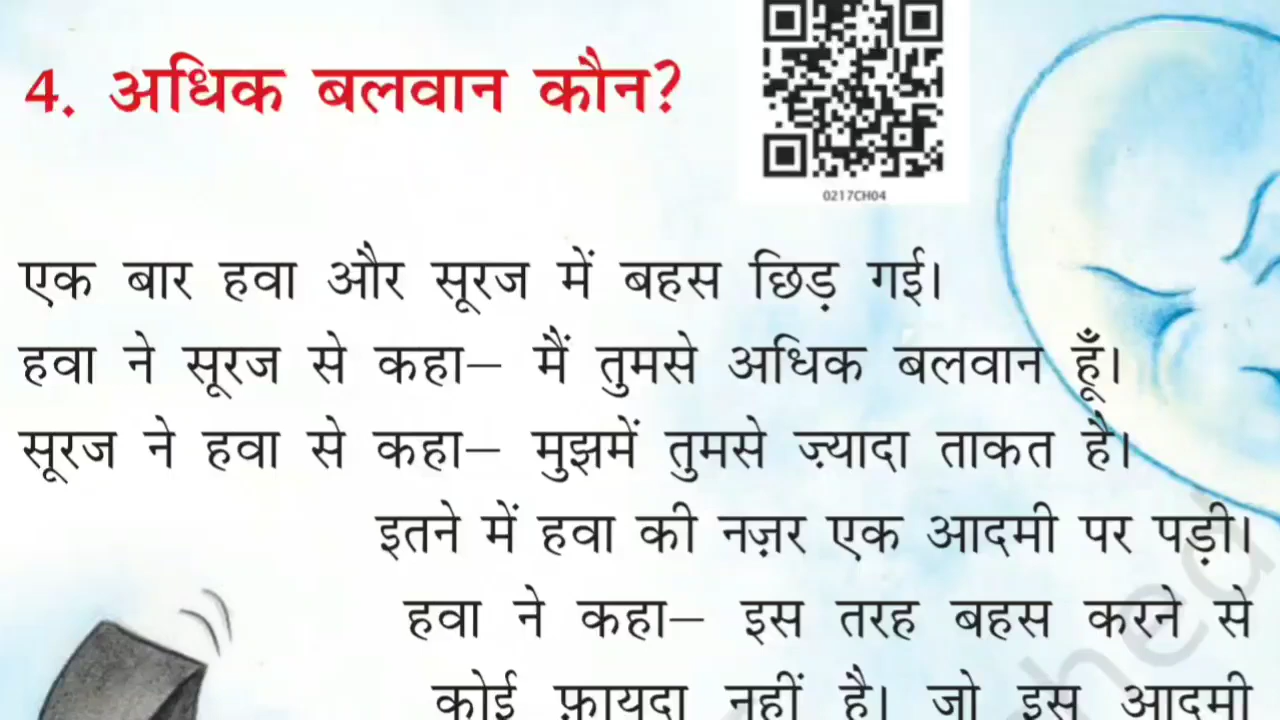 4. अधिक बलवान कौन?
0217CH04
एक बार हवा और सूरज में बहस छिड़ गई।
हवा ने सूरज से कहा– मैं तुमसे अधिक बलवान हूँ।
सूरज ने हवा से कहा– मुझमें तुमसे ज़्यादा ताकत है।
इतने में हवा की नज़र एक आदमी पर पड़ी।
हवा ने कहा– इस तरह बहस करने से
कोई फ़ायदा नहीं है। जो इस आदमी